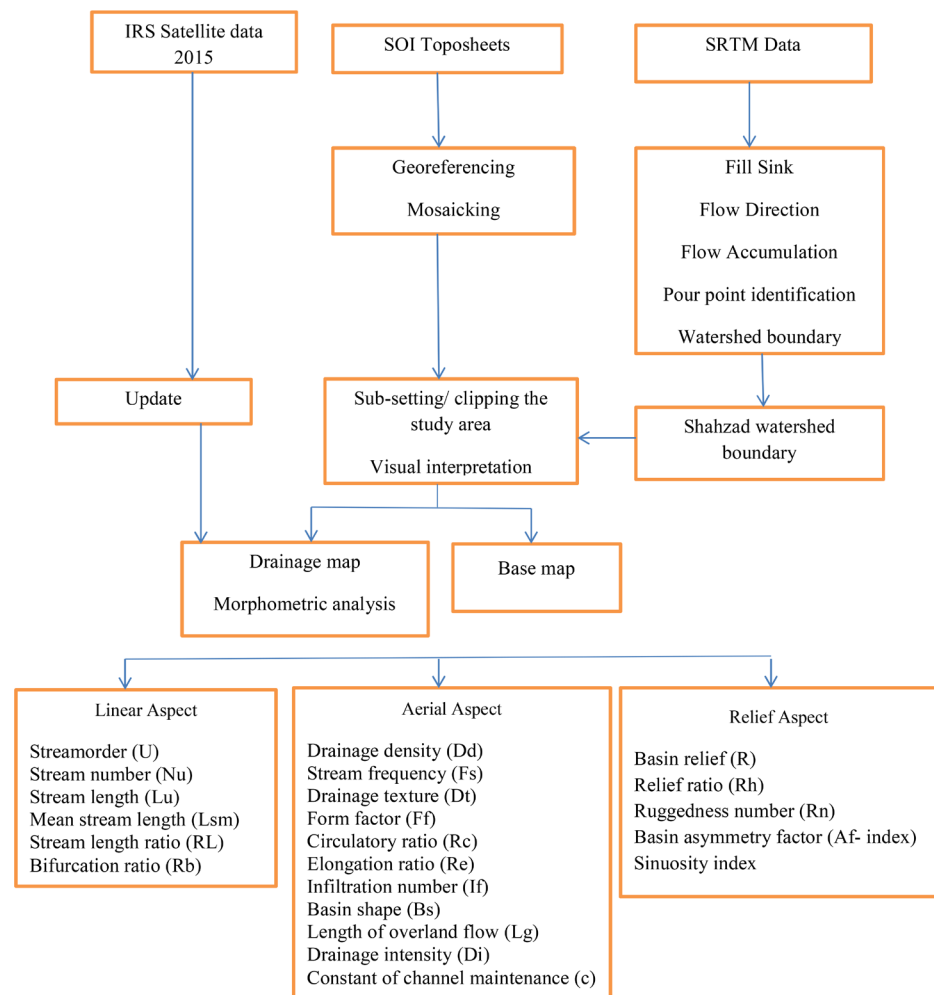 IRS Satellite data
2015
SOI Toposheets
SRTM Data
Georeferencing
Mosaicking
Fill Sink
Flow Direction
Flow Accumulation
Pour point identification
Watershed boundary
Update
Sub-setting/ clipping the
study area
Visual interpretation
Shahzad watershed
boundary
Drainage map
Morphometric analysis
Base map
Linear Aspect
Streamorder (U)
Stream number (Nu)
Stream length (Lu)
Mean stream length (Lsm)
Stream length ratio (RL)
Bifurcation ratio (Rb)
Aerial Aspect
Drainage density (Dd)
Stream frequency (Fs)
Drainage texture (Dt)
Form factor (Ff)
Circulatory ratio (Rc)
Elongation ratio (Re)
Infiltration number (If)
Basin shape (Bs)
Length of overland flow (Lg)
Drainage intensity (Di)
Constant of channel maintenance (c)
Relief Aspect
Basin relief (R)
Relief ratio (Rh)
Ruggedness number (Rn)
Basin asymmetry factor (Af- index)
Sinuosity index